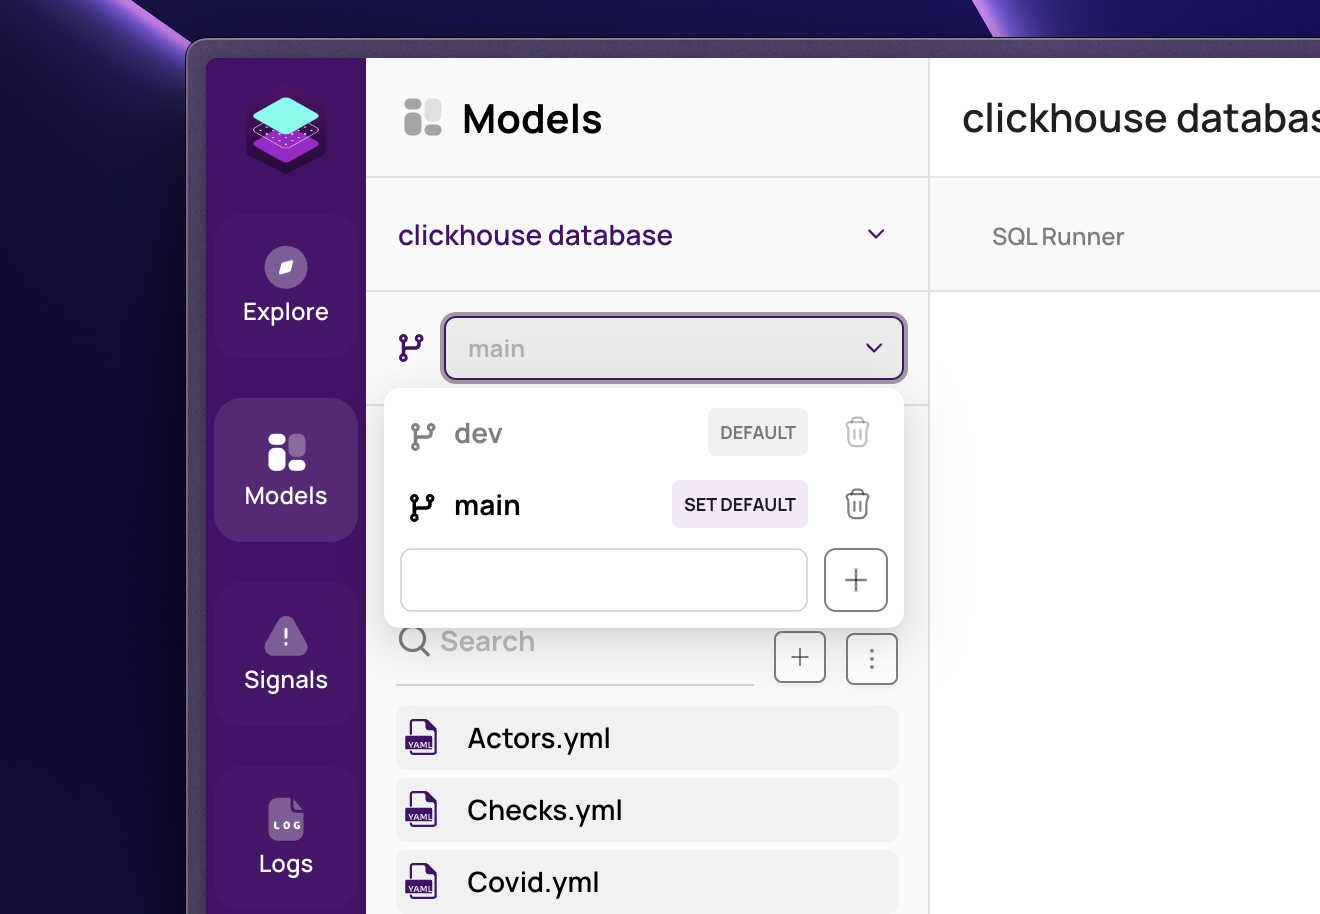 Models
clickhouse databas
clickhouse database
SQL Runner
Explore
main
dev
DEFAULT
Models
main
SET DEFAULT
Search
Signals
YAML
Actors.yml
YAML
Checks.yml
LOG
Logs
YAML
Covid.yml